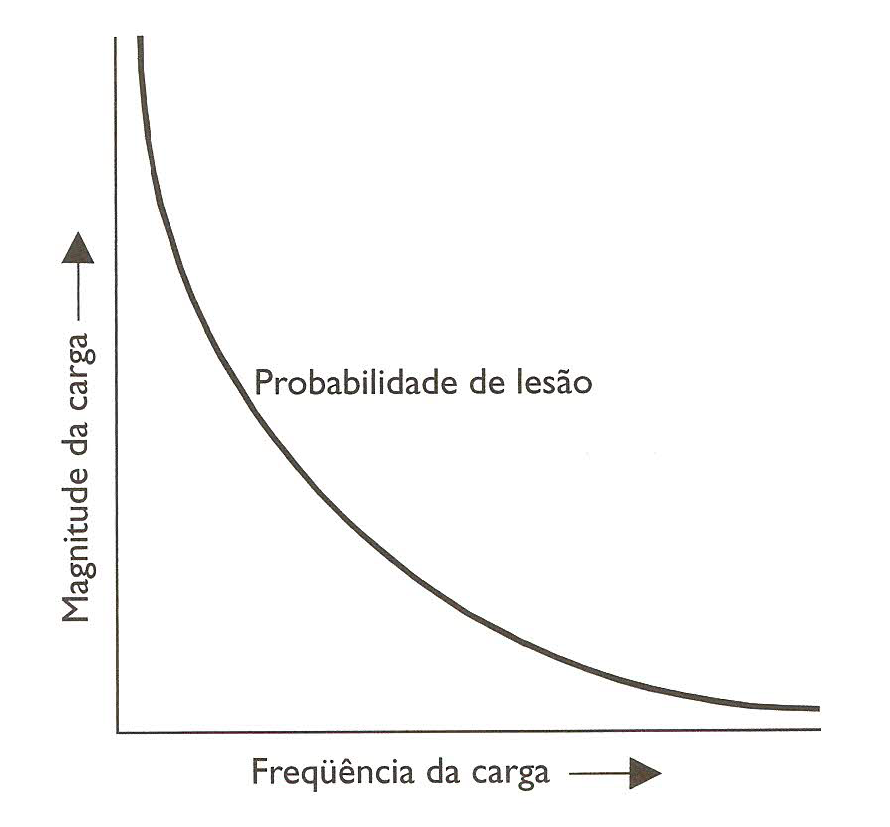 Magnitude da carga
Probabilidade de lesão
Freqüência da carga